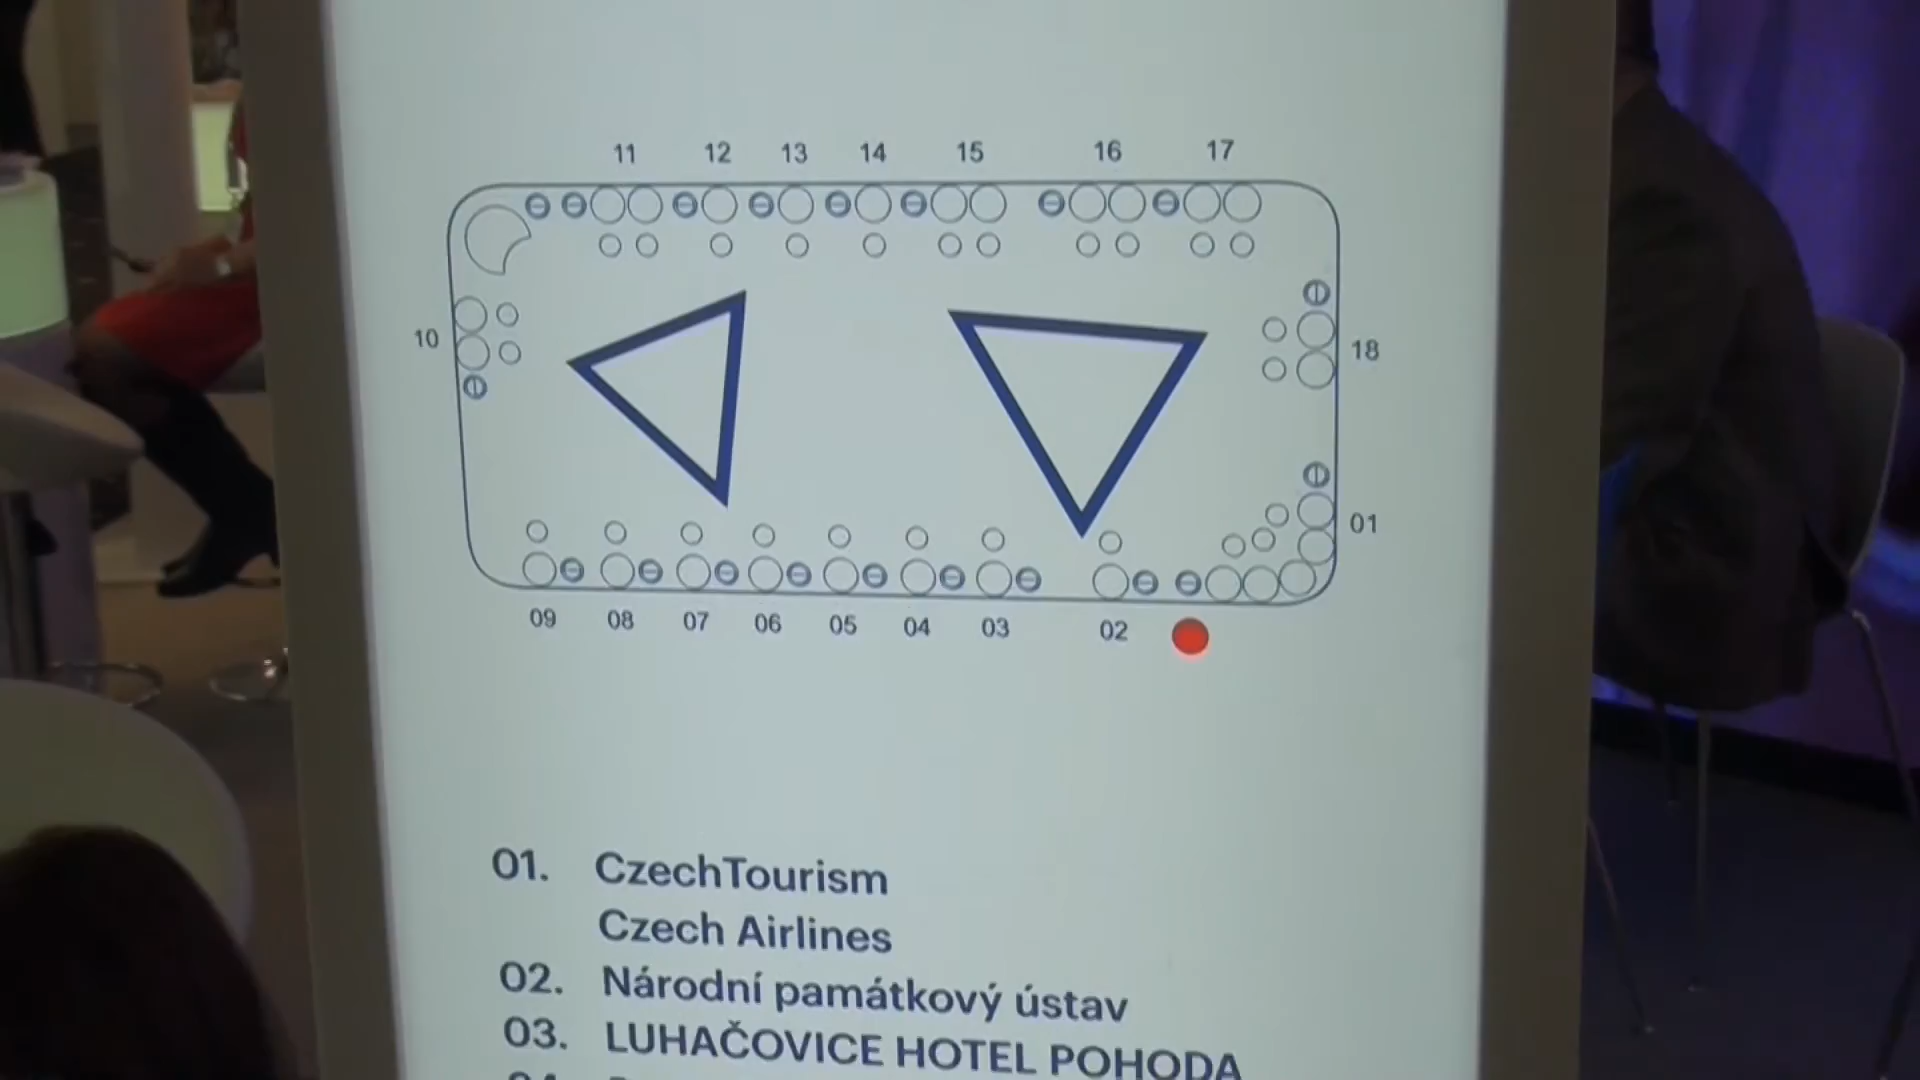 11 12 13 14 15 16 17
10
18
01
09 08 07 06 05 04 03 02
01. CzechTourism
Czech Airlines
02. Národní památkový ústav
03. LUHAČOVICE HOTEL POHODA